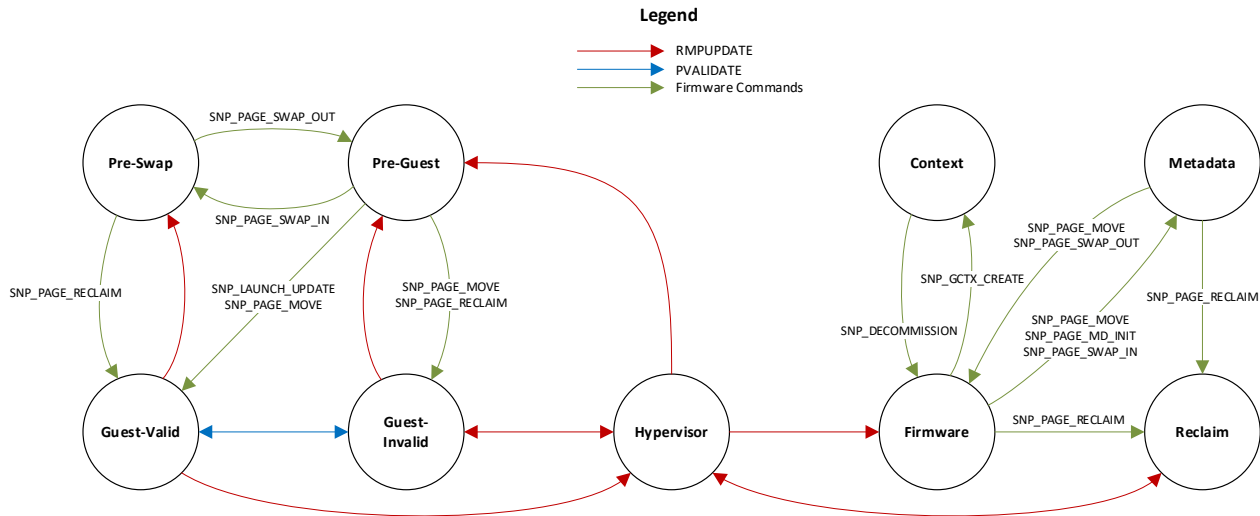 Legend
RMPUPDATE
PVALIDATE
Firmware Commands
SNP_PAGE_SWAP_OUT
Pre-Swap
Pre-Guest
Context
Metadata
SNP_PAGE_SWAP_IN
SNP_PAGE_MOVE
SNP_PAGE_SWAP_OUT
SNP_GCTX_CREATE
SNP_PAGE_RECLAIM
SNP_LAUNCH_UPDATE
SNP_PAGE_MOVE
SNP_PAGE_MOVE
SNP_PAGE_RECLAIM
SNP_PAGE_RECLAIM
SNP_DECOMMISSION
SNP_PAGE_MOVE
SNP_PAGE_MD_INIT
SNP_PAGE_SWAP_IN
Guest-Valid
Guest-
Invalid
Hypervisor
Firmware
SNP_PAGE_RECLAIM
Reclaim